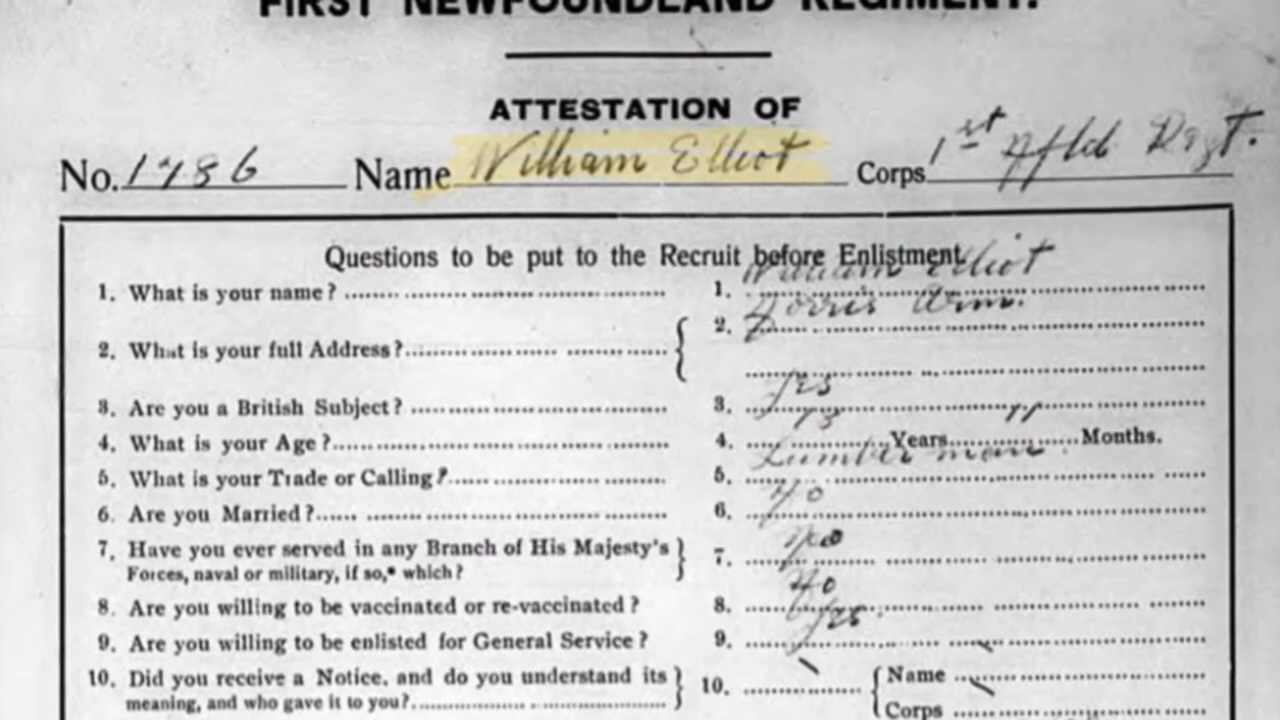 FIRST NEWFOUNDLAND REGIMENT.
ATTESTATION OF
No. 1786 Name William Elliot Corps 1st Nfld Regt.
Questions to be put to the Recruit before Enlistment.
1. What is your name? 1. William Elliot
2. What is your full Address? 2. Norris Arm.
3. Are you a British Subject? 3. Yes
4. What is your Age? 4. Years 11 Months.
5. What is your Trade or Calling? 5. Lumber man
6. Are you Married? 6. No
7. Have you ever served in any Branch of His Majesty's 7. No
Forces, naval or military, if so,* which?
8. Are you willing to be vaccinated or re-vaccinated? 8. No
9. Are you willing to be enlisted for General Service? 9. Yes.
10. Did you receive a Notice, and do you understand its 10. Name
meaning, and who gave it to you? Corps